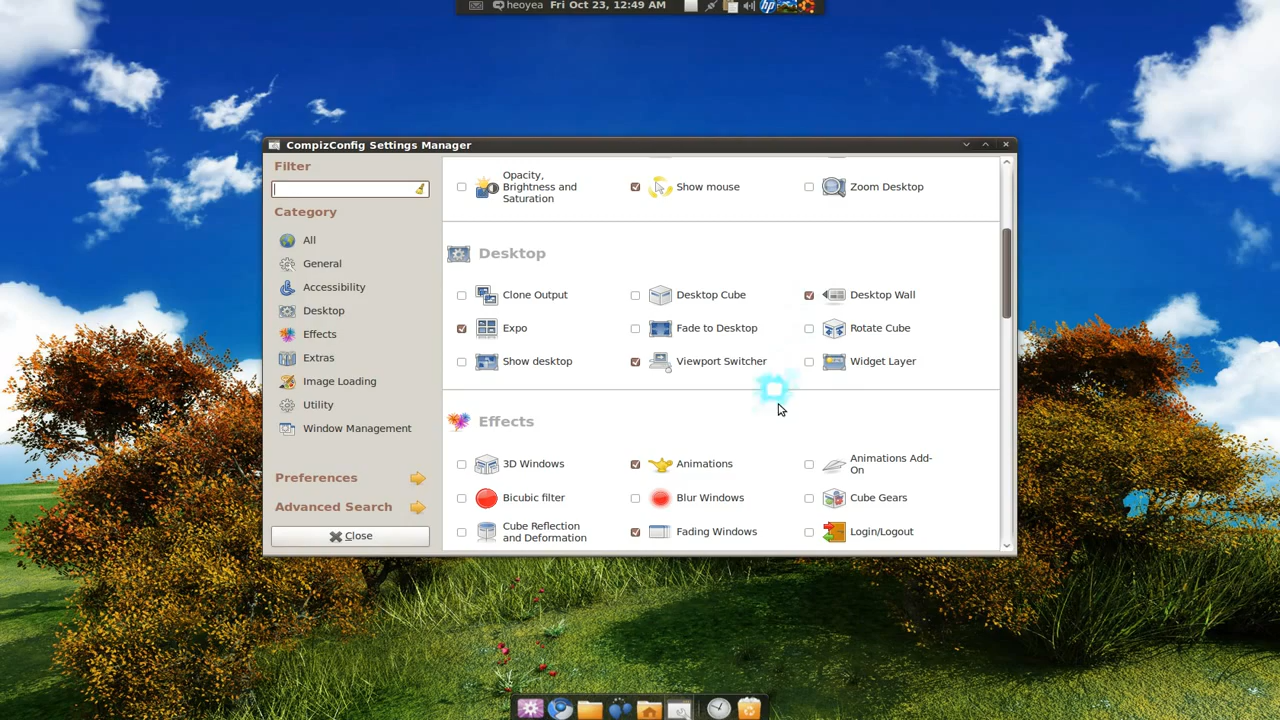 heoyea Fri Oct 23, 12:49 AM hp
CompizConfig Settings Manager
Filter
Category
All
General
Accessibility
Desktop
Effects
Extras
Image Loading
Utility
Window Management
Preferences
Advanced Search
Close
Opacity,
Brightness and
Saturation
Show mouse
Zoom Desktop
Desktop
Clone Output
Desktop Cube
Desktop Wall
Expo
Fade to Desktop
Rotate Cube
Show desktop
Viewport Switcher
Widget Layer
Effects
3D Windows
Animations
Animations Add-
On
Bicubic filter
Blur Windows
Cube Gears
Cube Reflection
and Deformation
Fading Windows
Login/Logout